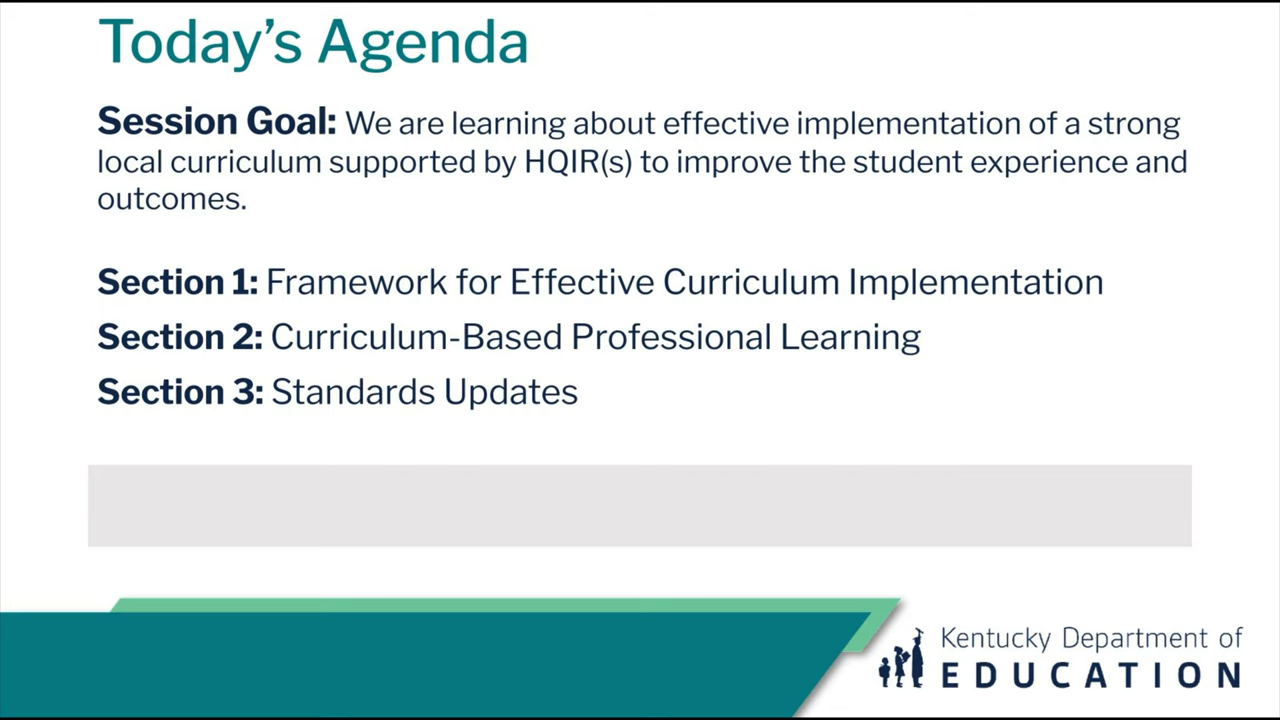 Today’s Agenda
Session Goal: We are learning about effective implementation of a strong
local curriculum supported by HQIR(s) to improve the student experience and
outcomes.
Section 1: Framework for Effective Curriculum Implementation
Section 2: Curriculum-Based Professional Learning
Section 3: Standards Updates
Kentucky Department of
EDUCATION